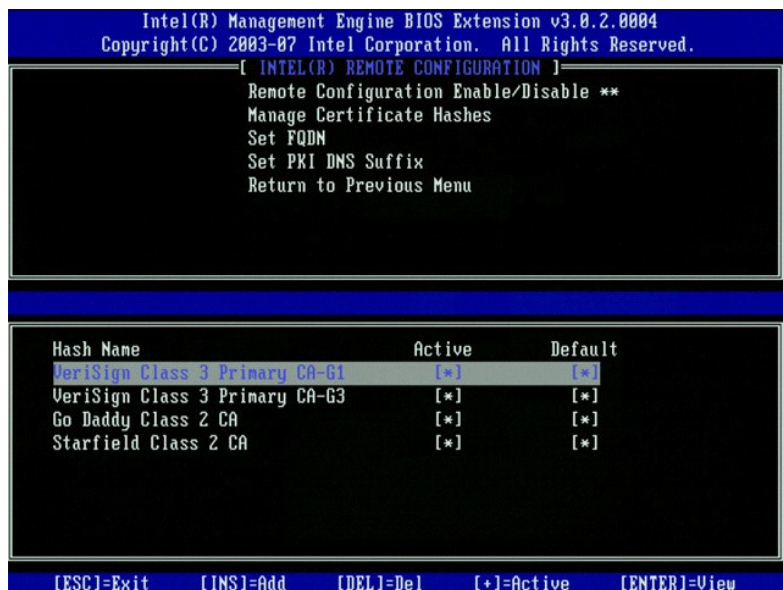 Intel(R) Management Engine BIOS Extension v3.0.2.0004
Copyright(C) 2003-07 Intel Corporation. All Rights Reserved.
[ INTEL(R) REMOTE CONFIGURATION ]
Remote Configuration Enable/Disable **
Manage Certificate Hashes
Set FQDN
Set PKI DNS Suffix
Return to Previous Menu
Hash Name Active Default
VeriSign Class 3 Primary CA-G1 [*] [*]
VeriSign Class 3 Primary CA-G3 [*] [*]
Go Daddy Class 2 CA [*] [*]
Starfield Class 2 CA [*] [*]
[ESC]=Exit [INS]=Add [DEL]=Del [+]=Active [ENTER]=View